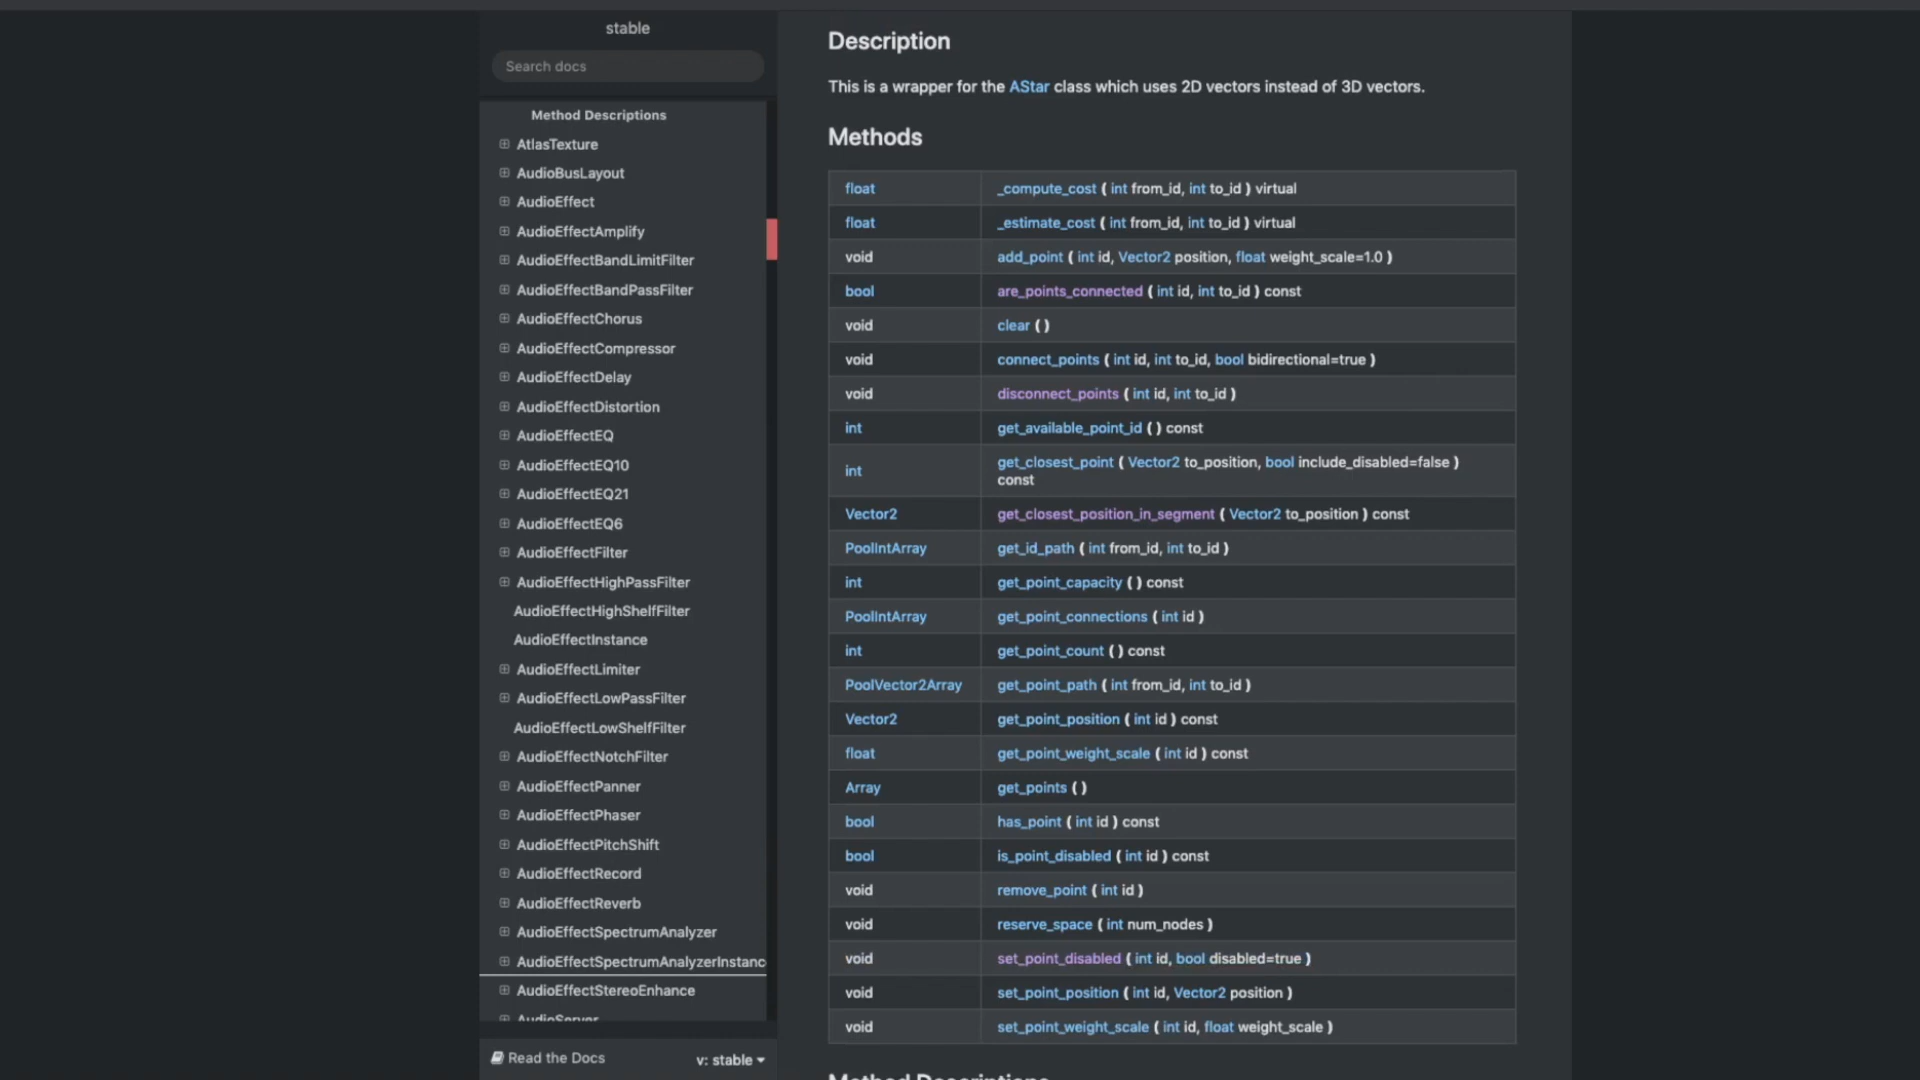 stable
Search docs
Method Descriptions
AtlasTexture
AudioBusLayout
AudioEffect
AudioEffectAmplify
AudioEffectBandLimitFilter
AudioEffectBandPassFilter
AudioEffectChorus
AudioEffectCompressor
AudioEffectDelay
AudioEffectDistortion
AudioEffectEQ
AudioEffectEQ10
AudioEffectEQ21
AudioEffectEQ6
AudioEffectFilter
AudioEffectHighPassFilter
AudioEffectHighShelfFilter
AudioEffectInstance
AudioEffectLimiter
AudioEffectLowPassFilter
AudioEffectLowShelfFilter
AudioEffectNotchFilter
AudioEffectPanner
AudioEffectPhaser
AudioEffectPitchShift
AudioEffectRecord
AudioEffectReverb
AudioEffectSpectrumAnalyzer
AudioEffectSpectrumAnalyzerInstanc
AudioEffectStereoEnhance
AudioServer
Read the Docs v: stable
Description
This is a wrapper for the AStar class which uses 2D vectors instead of 3D vectors.
Methods
float _compute_cost ( int from_id, int to_id ) virtual
float _estimate_cost ( int from_id, int to_id ) virtual
void add_point ( int id, Vector2 position, float weight_scale=1.0 )
bool are_points_connected ( int id, int to_id ) const
void clear ( )
void connect_points ( int id, int to_id, bool bidirectional=true )
void disconnect_points ( int id, int to_id )
int get_available_point_id ( ) const
int get_closest_point ( Vector2 to_position, bool include_disabled=false )
const
Vector2 get_closest_position_in_segment ( Vector2 to_position ) const
PoolIntArray get_id_path ( int from_id, int to_id )
int get_point_capacity ( ) const
PoolIntArray get_point_connections ( int id )
int get_point_count ( ) const
PoolVector2Array get_point_path ( int from_id, int to_id )
Vector2 get_point_position ( int id ) const
float get_point_weight_scale ( int id ) const
Array get_points ( )
bool has_point ( int id ) const
bool is_point_disabled ( int id ) const
void remove_point ( int id )
void reserve_space ( int num_nodes )
void set_point_disabled ( int id, bool disabled=true )
void set_point_position ( int id, Vector2 position )
void set_point_weight_scale ( int id, float weight_scale )
Method Descriptions